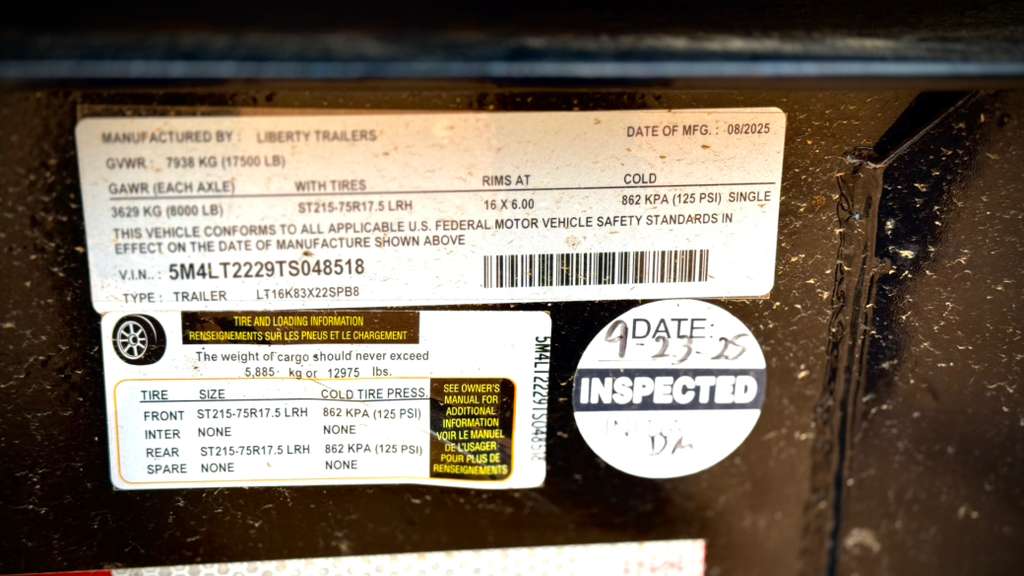 MANUFACTURED BY : LIBERTY TRAILERS DATE OF MFG. : 08/2025
GVWR : 7938 KG (17500 LB)
GAWR (EACH AXLE) WITH TIRES RIMS AT COLD
3629 KG (8000 LB) ST215-75R17.5 LRH 16 X 6.00 862 KPA (125 PSI) SINGLE
THIS VEHICLE CONFORMS TO ALL APPLICABLE U.S. FEDERAL MOTOR VEHICLE SAFETY STANDARDS IN
EFFECT ON THE DATE OF MANUFACTURE SHOWN ABOVE
V.I.N.. : 5M4LT2229TS048518
TYPE : TRAILER LT16K83X22SPB8
TIRE AND LOADING INFORMATION
RENSEIGNEMENTS SUR LES PNEUS ET LE CHARGEMENT
The weight of cargo should never exceed
5,885 kg or 12975 lbs.
TIRE SIZE COLD TIRE PRESS.
FRONT ST215-75R17.5 LRH 862 KPA (125 PSI)
INTER NONE NONE
REAR ST215-75R17.5 LRH 862 KPA (125 PSI)
SPARE NONE NONE
SEE OWNER'S
MANUAL FOR
ADDITIONAL
INFORMATION
VOIR LE MANUEL
DE L'USAGER
POUR PLUS DE
RENSEIGNEMENTS
5M4LT2229TS048518
DATE:
9-23-25
INSPECTED